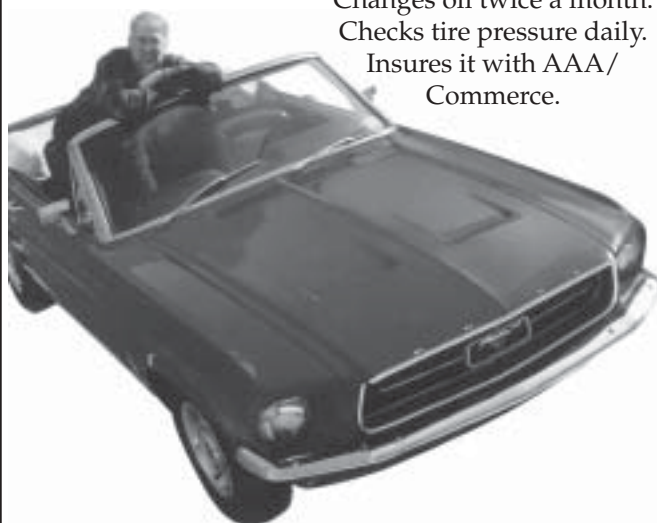 Changes oil twice a month.
Checks tire pressure daily.
Insures it with AAA/
Commerce.